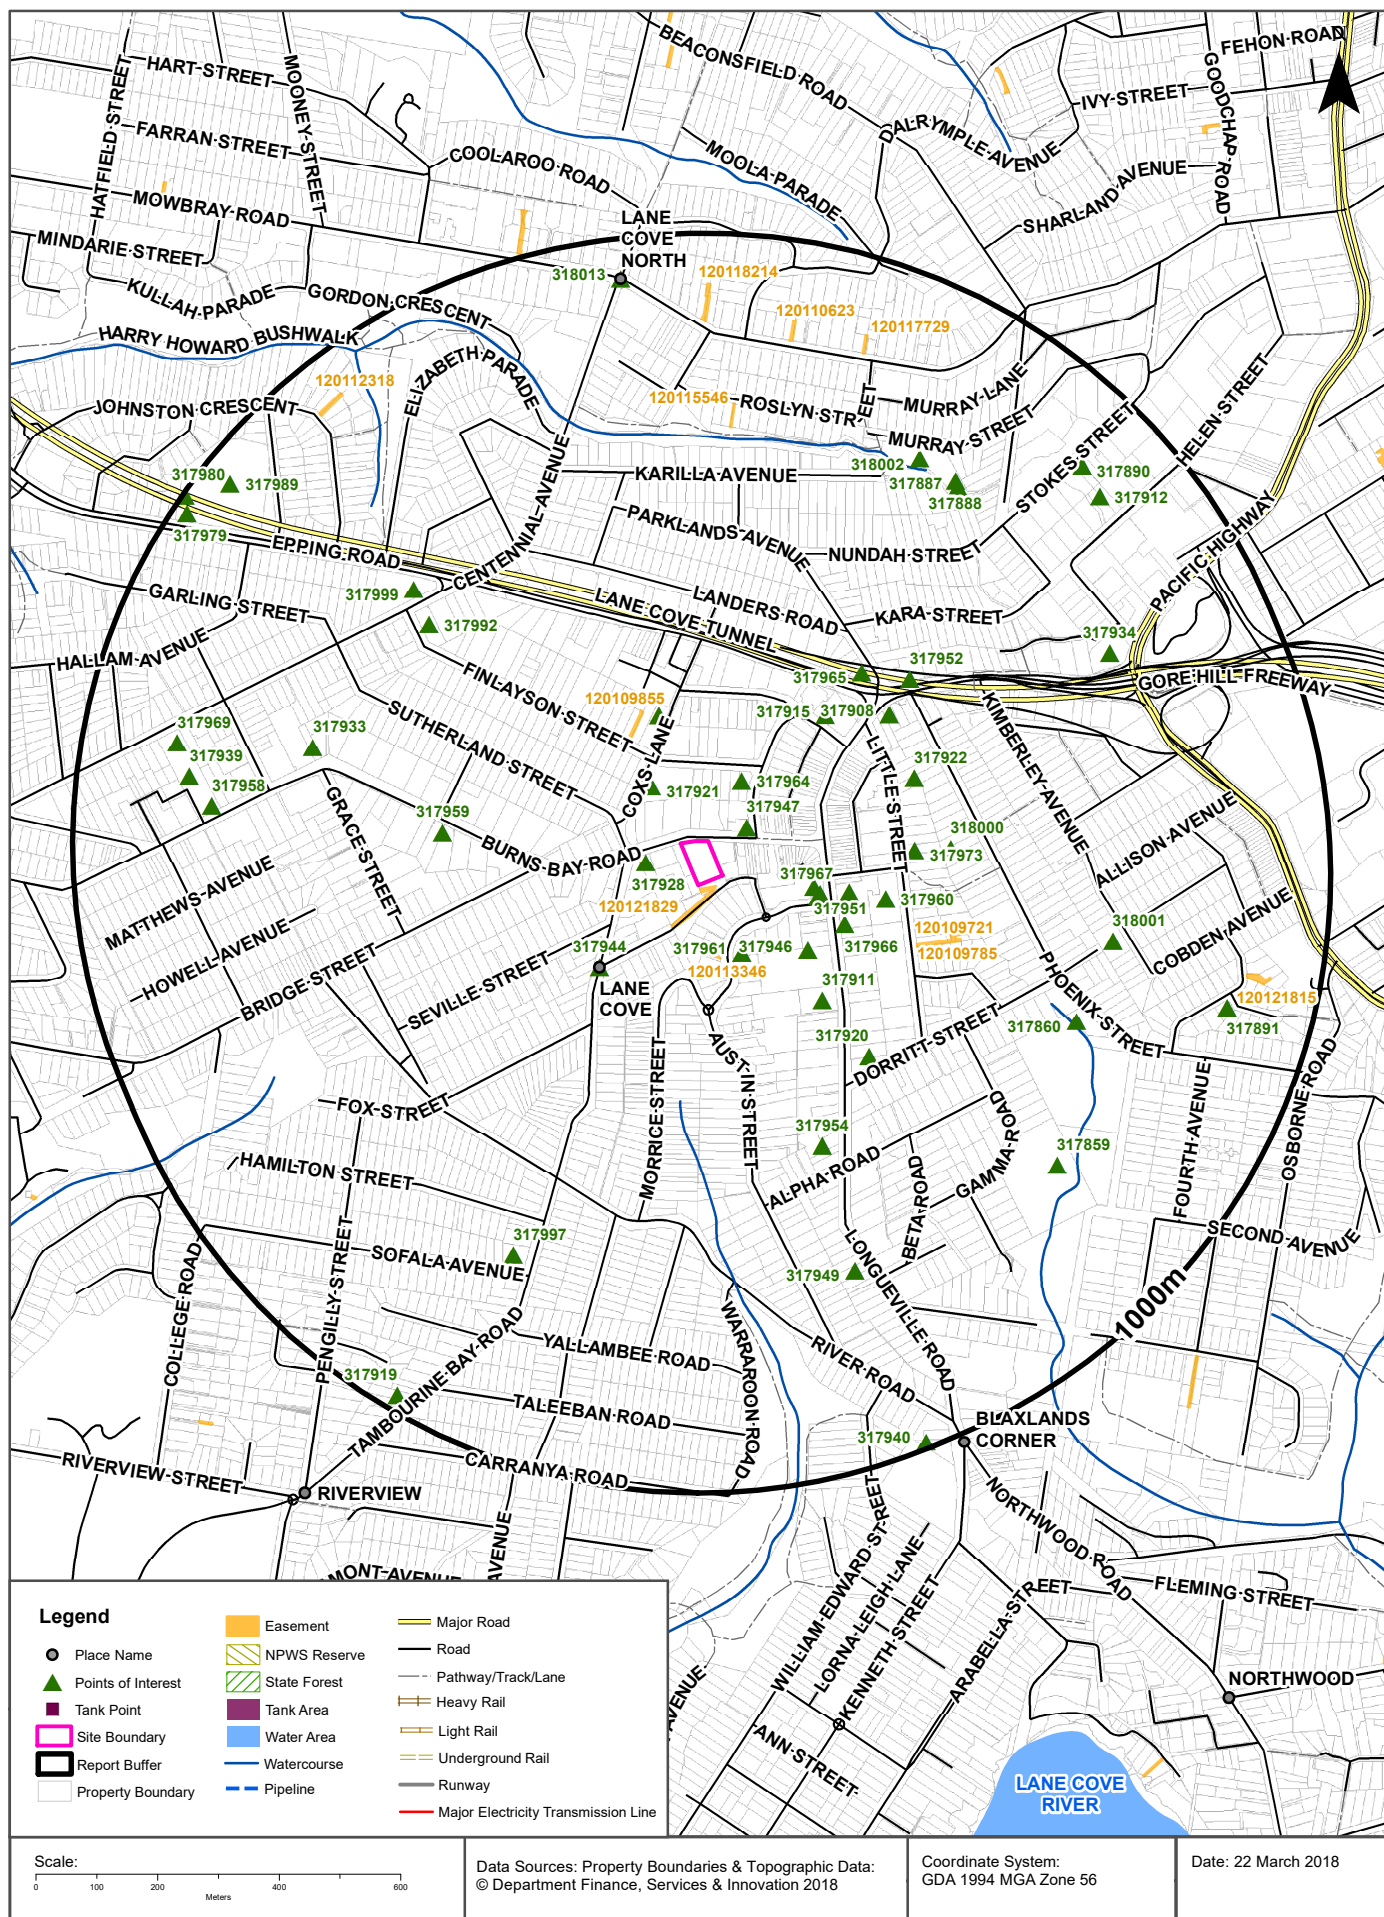 BEACONSFIELD ROAD
FEHON ROAD
HART STREET
MOONEY STREET
HATFIELD STREET
GOODCHAP ROAD
IVY STREET
FARRAN STREET
DALRYMPLE AVENUE
COOLAROO ROAD
MOOLA PARADE
SHARLAND AVENUE
MOWBRAY ROAD
MINDARIE STREET
LANE
COVE
NORTH
318013
120118214
KULLAH PARADE
GORDON CRESCENT
120110623
120117729
HARRY HOWARD BUSHWALK
ELIZABETH PARADE
120112318
MURRAY LANE
HELEN STREET
JOHNSTON CRESCENT
120115546
ROSLYN STREET
MURRAY STREET
STOKES STREET
CENTENNIAL AVENUE
318002
317890
317980
317989
KARILLA AVENUE
317887
317888
317912
317979
PARKLANDS AVENUE
PACIFIC HIGHWAY
EPPING ROAD
NUNDAH STREET
GARLING STREET
317999
LANE COVE TUNNEL
LANDERS ROAD
KARA STREET
317992
317934
HALLAM AVENUE
317952
FINLAYSON STREET
317965
GORE HILL FREEWAY
120109855
SUTHERLAND STREET
317915
317908
KIMBERLEY AVENUE
317969
317933
LITTLE STREET
317939
COXS LANE
317922
317958
317921
317964
GRACE STREET
317959
317947
318000
ALLISON AVENUE
BURNS BAY ROAD
317973
MATTHEWS AVENUE
317928
317967
120121829
317951
317960
HOWELL AVENUE
COBDEN AVENUE
318001
120109721
317944
317961
317946
317966
120109785
BRIDGE STREET
SEVILLE STREET
120113346
PHOENIX STREET
LANE
COVE
317911
120121815
317860
317891
317920
AUSTIN STREET
DORRITT STREET
MORRICE STREET
FOX STREET
GAMMA ROAD
FOURTH AVENUE
OSBORNE ROAD
317954
317859
HAMILTON STREET
ALPHA ROAD
BETA ROAD
SECOND AVENUE
317997
SOFALA AVENUE
PENGILLY STREET
COLLEGE ROAD
317949
LONGUEVILLE ROAD
1000m
WARRAROON ROAD
YALLAMBEE ROAD
RIVER ROAD
317919
TAMBOURINE BAY ROAD
TALEEBAN ROAD
BLAXLANDS
CORNER
317940
RIVERVIEW STREET
CARRANYA ROAD
RIVERVIEW
NORTHWOOD ROAD
WILLIAM EDWARD STREET
LORNA LEIGH LANE
KENNETH STREET
ARABELLA STREET
FLEMING STREET
MONT AVENUE
AVENUE
AVENUE
ANN STREET
NORTHWOOD
LANE COVE
RIVER
Legend
Place Name
Points of Interest
Tank Point
Site Boundary
Report Buffer
Property Boundary
Easement
NPWS Reserve
State Forest
Tank Area
Water Area
Watercourse
Pipeline
Major Road
Road
Pathway/Track/Lane
Heavy Rail
Light Rail
Underground Rail
Runway
Major Electricity Transmission Line
Scale:
0 100 200 400 600
Meters
Data Sources: Property Boundaries & Topographic Data:
© Department Finance, Services & Innovation 2018
Coordinate System:
GDA 1994 MGA Zone 56
Date: 22 March 2018